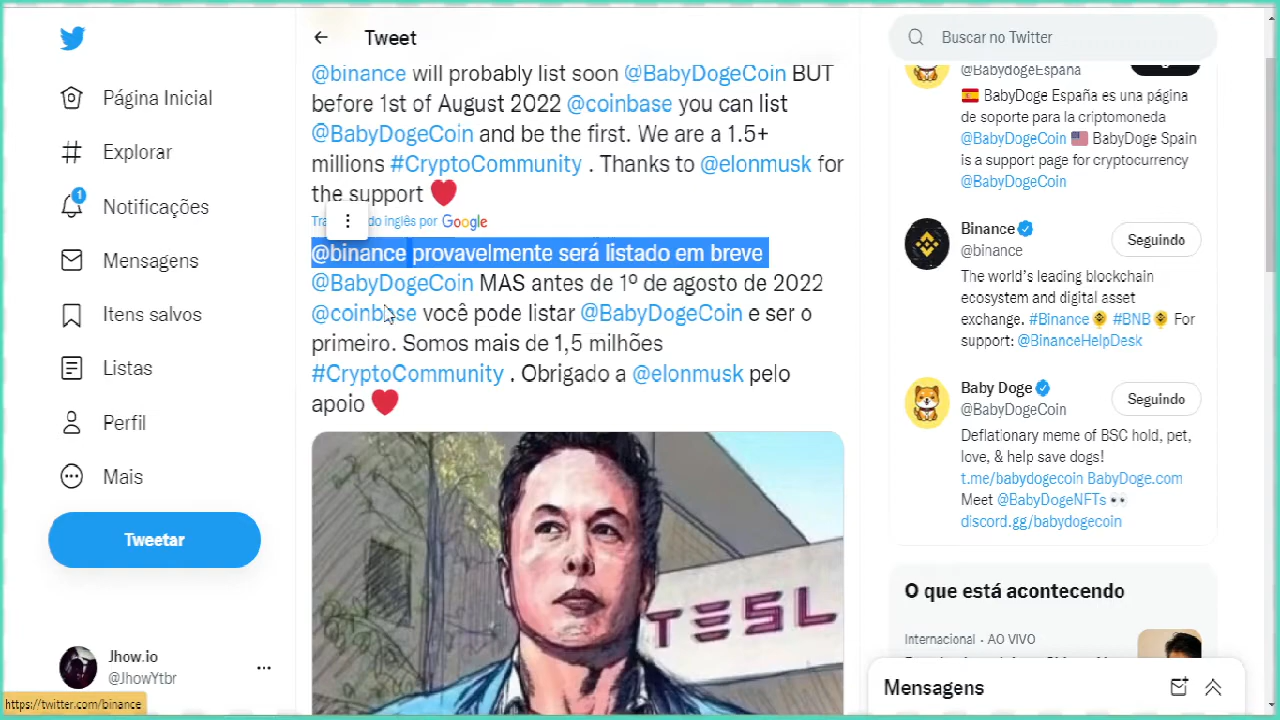 Página Inicial
Explorar
1
Notificações
Mensagens
Itens salvos
Listas
Perfil
Mais
Tweetar
Jhow.io
@JhowYtbr
https://twitter.com/binance
Tweet
@binance will probably list soon @BabyDogeCoin BUT
before 1st of August 2022 @coinbase you can list
@BabyDogeCoin and be the first. We are a 1.5+
millions #CryptoCommunity . Thanks to @elonmusk for
the support ❤️
do inglês por Google
@binance provavelmente será listado em breve
@BabyDogeCoin MAS antes de 1º de agosto de 2022
@coinbase você pode listar @BabyDogeCoin e ser o
primeiro. Somos mais de 1,5 milhões
#CryptoCommunity . Obrigado a @elonmusk pelo
apoio ❤️
TESL
Buscar no Twitter
@BabydogeEspaña
🇪🇸 BabyDoge España es una página
de soporte para la criptomoneda
@BabyDogeCoin 🇺🇸 BabyDoge Spain
is a support page for cryptocurrency
@BabyDogeCoin
Binance
Seguindo
@binance
The world's leading blockchain
ecosystem and digital asset
exchange. #Binance #BNB For
support: @BinanceHelpDesk
Baby Doge
Seguindo
@BabyDogeCoin
Deflationary meme of BSC hold, pet,
love, & help save dogs!
t.me/babydogecoin BabyDoge.com
Meet @BabyDogeNFTs 👀
discord.gg/babydogecoin
O que está acontecendo
Internacional · AO VIVO
Mensagens